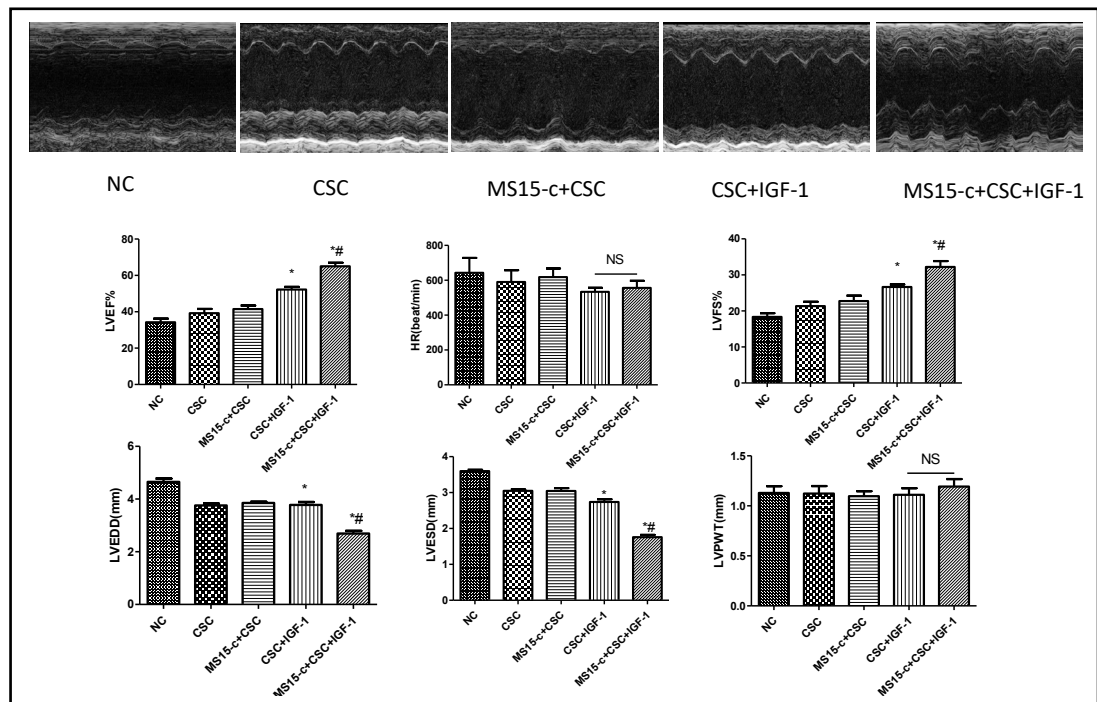 NC
CSC
MS15-c+CSC
CSC+IGF-1
MS15-c+CSC+IGF-1
LVEF%
80
60
40
20
0
*
*#
NC
CSC
MS15-c+CSC
CSC+IGF-1
MS15-c+CSC+IGF-1
HR(beat/min)
800
600
400
200
0
NS
NC
CSC
MS15-c+CSC
CSC+IGF-1
MS15-c+CSC+IGF-1
LVFS%
40
30
20
10
0
*
*#
NC
CSC
MS15-c+CSC
CSC+IGF-1
MS15-c+CSC+IGF-1
LVEDD(mm)
6
4
2
0
*
*#
NC
CSC
MS15-c+CSC
CSC+IGF-1
MS15-c+CSC+IGF-1
LVESD(mm)
4
3
2
1
0
*
*#
NC
CSC
MS15-c+CSC
CSC+IGF-1
MS15-c+CSC+IGF-1
LVPWT(mm)
1.5
1.0
0.5
0.0
NS
NC
CSC
MS15-c+CSC
CSC+IGF-1
MS15-c+CSC+IGF-1